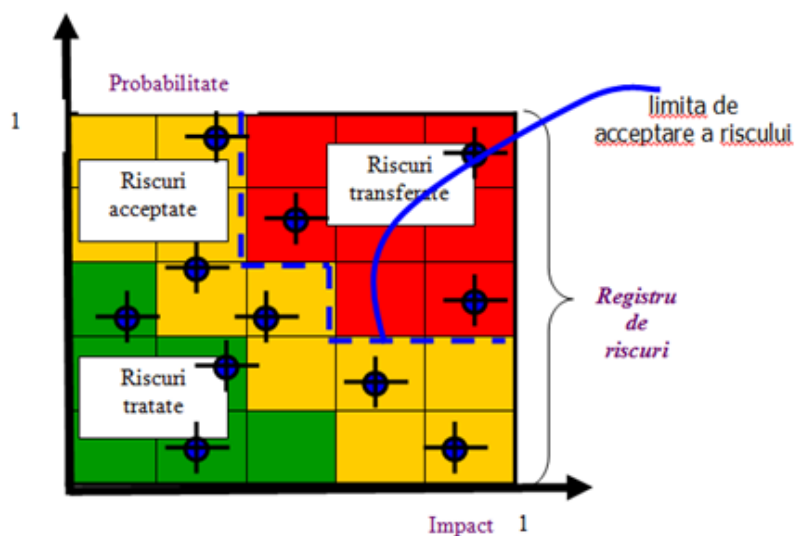 Probabilitate
1
limita de
acceptare a riscului
Riscuri
transferate
Riscuri
acceptate
Registru
de
riscuri
Riscuri
tratate
Impact 1